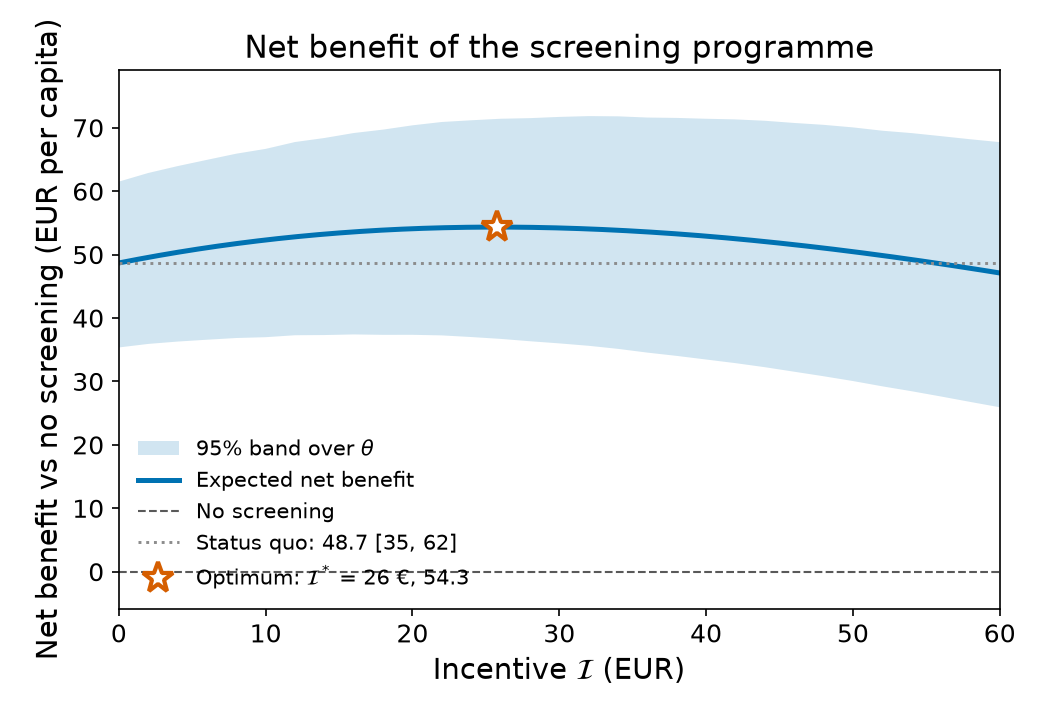 Net benefit of the screening programme
Net benefit vs no screening (EUR per capita)
70
60
50
40
30
20
10
0
95% band over θ
Expected net benefit
No screening
Status quo: 48.7 [35, 62]
Optimum: ℐ* = 26 €, 54.3
0 10 20 30 40 50 60
Incentive ℐ (EUR)